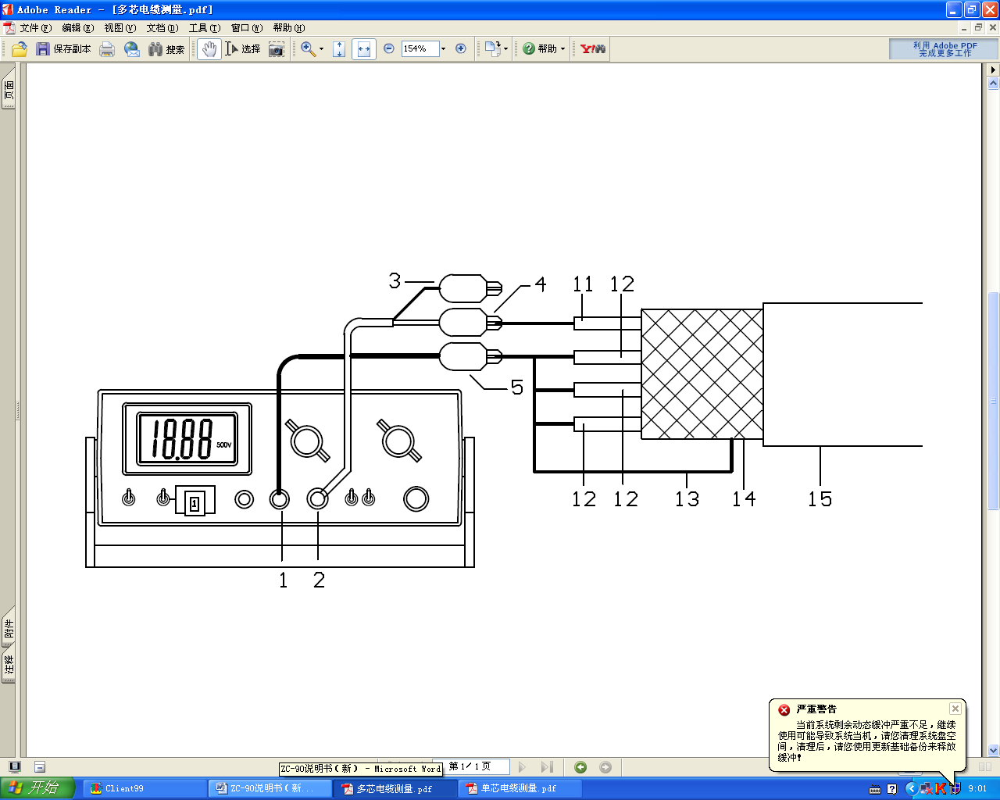 Adobe Reader - [多芯电缆测量.pdf]
文件(F) 编辑(E) 视图(V) 文档(D) 工具(T) 窗口(W) 帮助(H)
保存副本 搜索 选择 154% 帮助 Y!
利用 Adobe PDF
完成更多工作
页面
附件
注释
3
4
11 12
5
18.88 500V
1
12 12 13 14 15
1 2
严重警告
当前系统剩余动态缓冲严重不足，继续
使用可能导致系统当机，请您清理系统盘空
间，清理后，请您使用更新基础备份来释放
缓冲!
ZC-90说明书(新) - Microsoft Word
第 1/1 页
开始 Client99 ZC-90说明书(新... 多芯电缆测量.pdf 单芯电缆测量.pdf 9:01